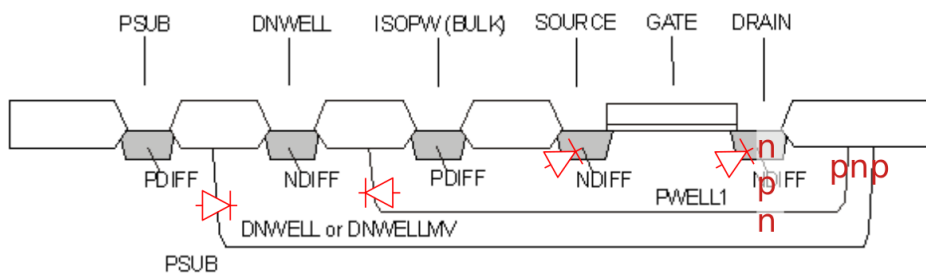 PSUB DNWELL ISOPW (BULK) SOURCE GATE DRAIN
n
PDIFF NDIFF PDIFF NDIFF NDIFF pnp
p
PWELL1
n
DNWELL or DNWELLMV
PSUB